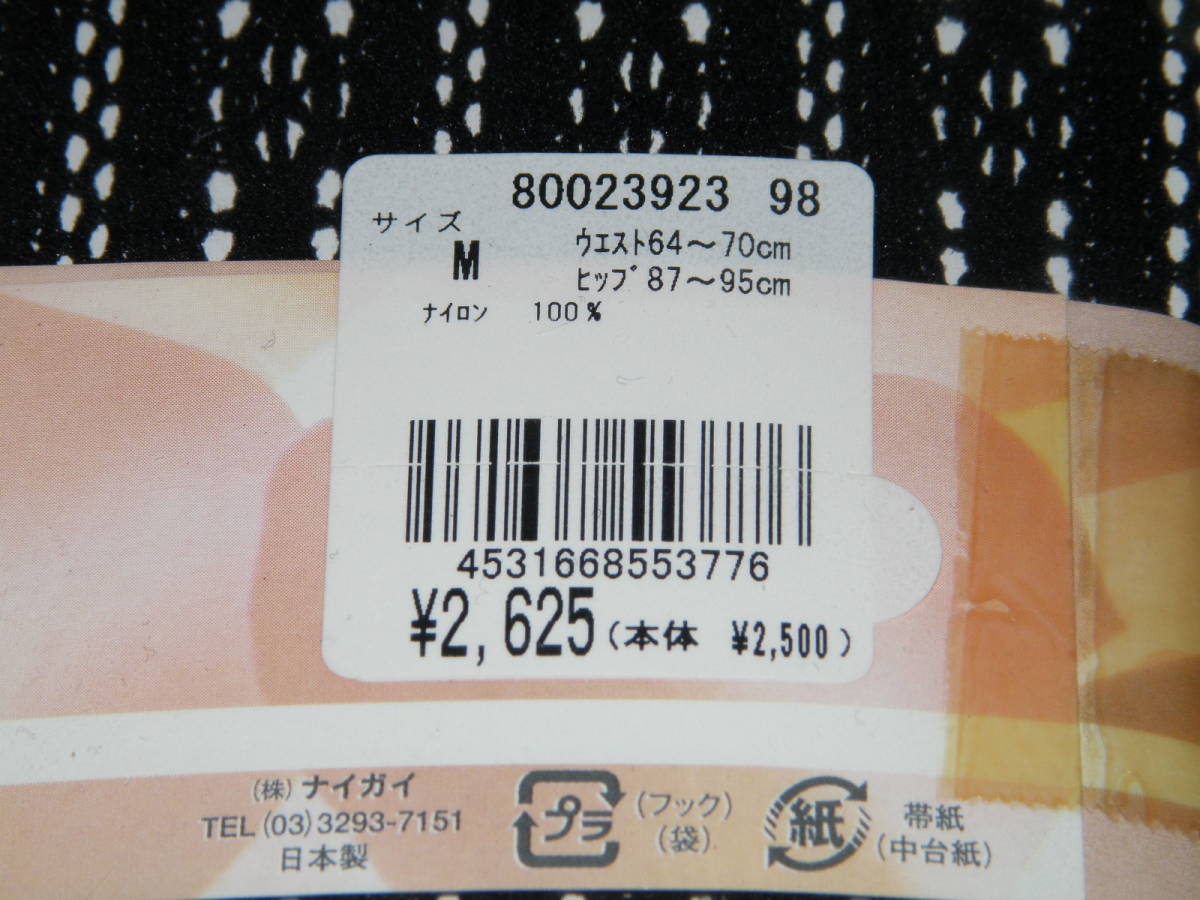 80023923 98
サイズ
M
ウエスト64～70cm
ヒップ87～95cm
ナイロン 100%
4531668553776
¥2,625(本体 ¥2,500)
(株)ナイガイ
TEL(03)3293-7151
日本製
プラ
(フック)
(袋)
紙
帯紙
(中台紙)